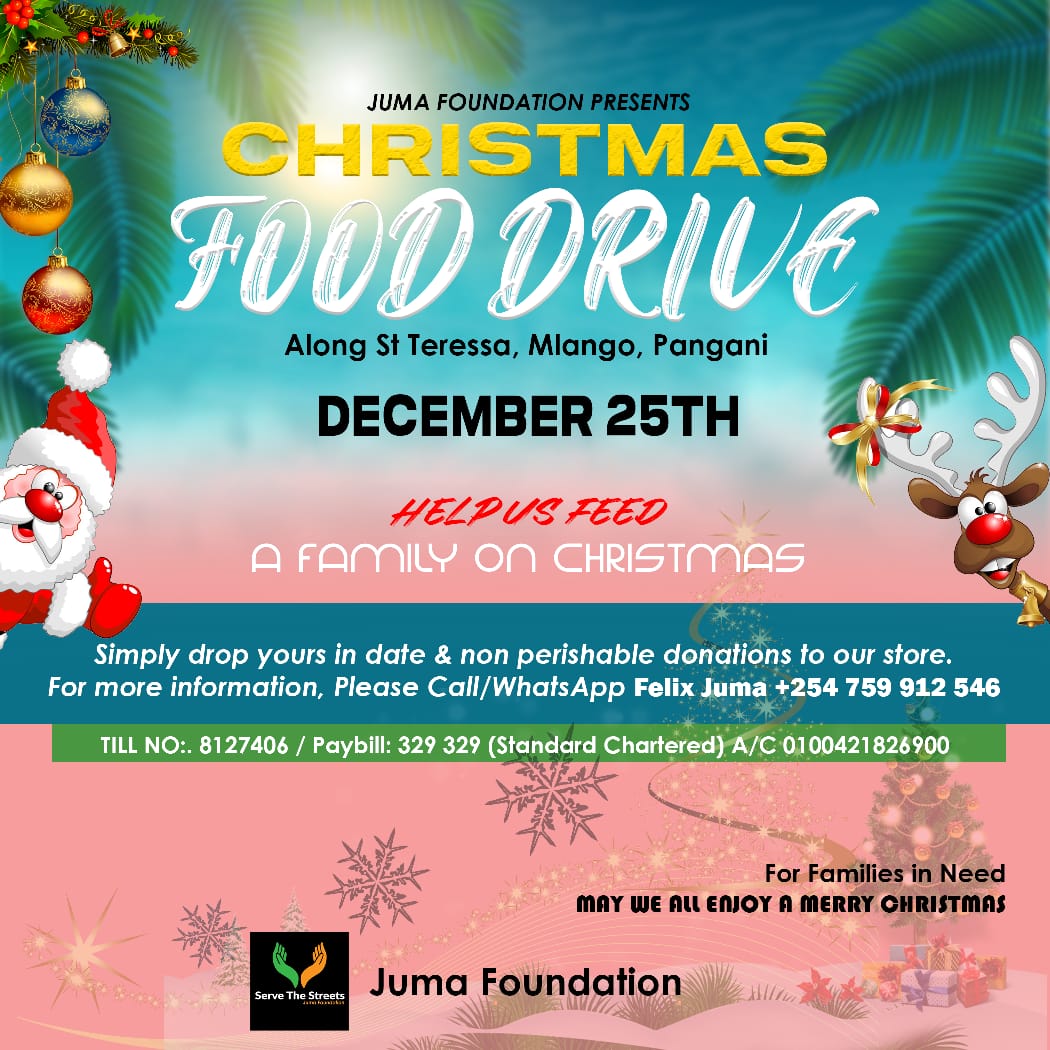 JUMA FOUNDATION PRESENTS
CHRISTMAS
FOOD DRIVE
Along St Teressa, Mlango, Pangani
DECEMBER 25TH
HELP US FEED
A FAMILY ON CHRISTMAS
Simply drop yours in date & non perishable donations to our store.
For more information, Please Call/WhatsApp Felix Juma +254 759 912 546
TILL NO:. 8127406 / Paybill: 329 329 (Standard Chartered) A/C 0100421826900
For Families in Need
MAY WE ALL ENJOY A MERRY CHRISTMAS
Serve The Streets
Juma Foundation
Juma Foundation